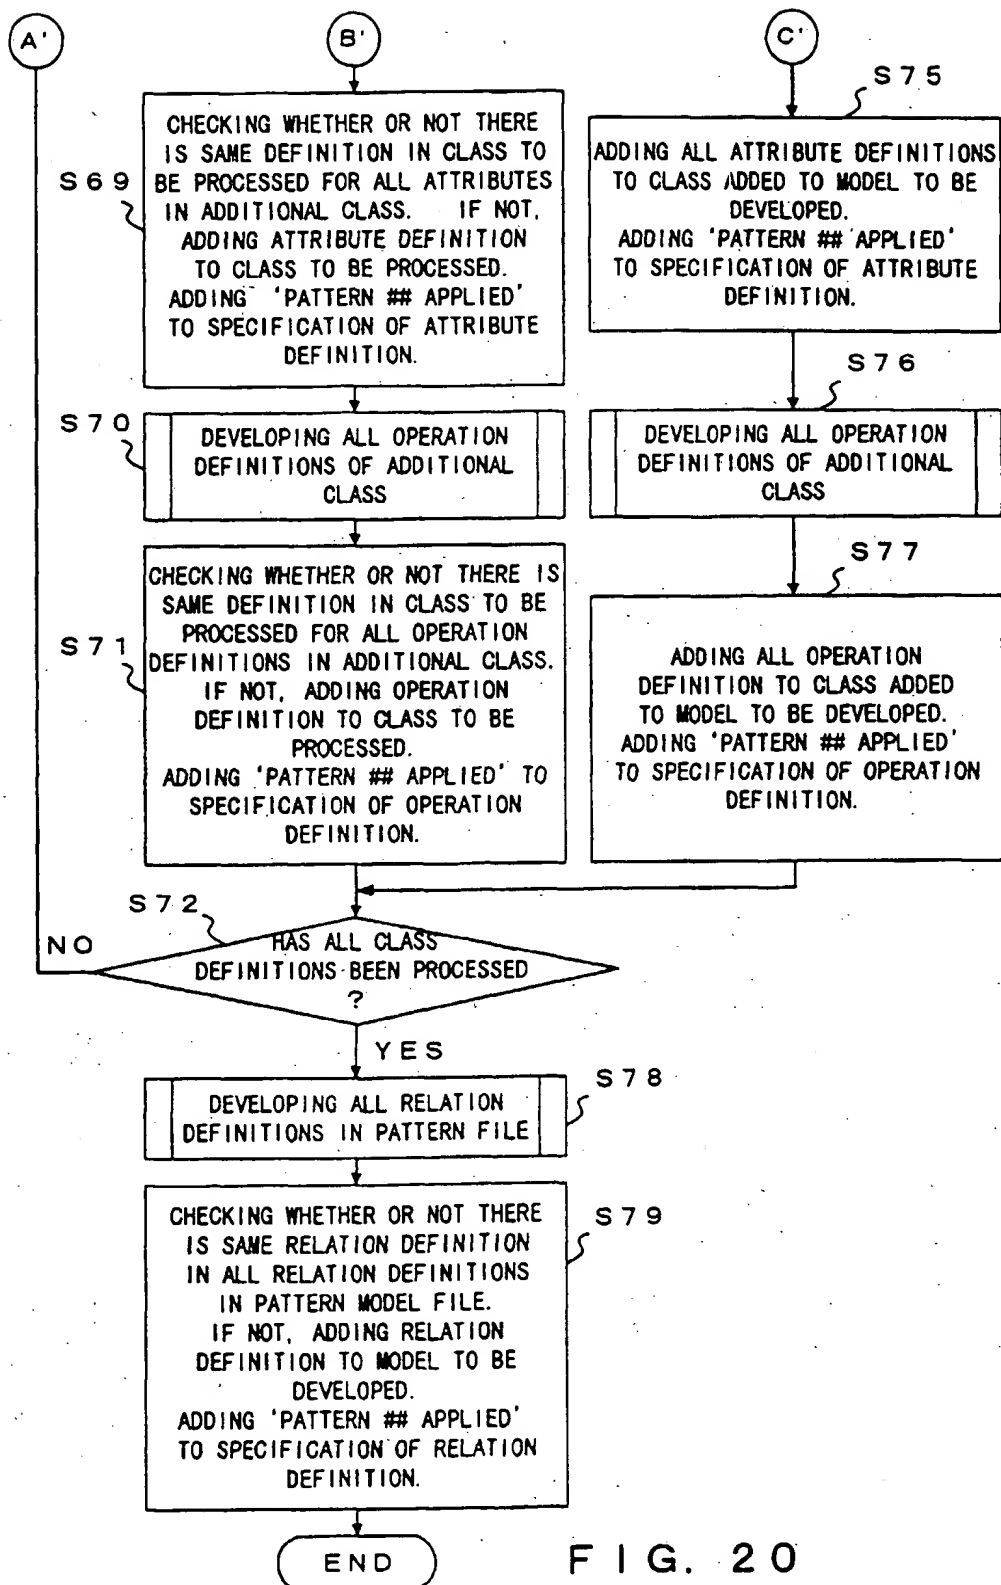 A'
B'
C'
S69
CHECKING WHETHER OR NOT THERE
IS SAME DEFINITION IN CLASS TO
BE PROCESSED FOR ALL ATTRIBUTES
IN ADDITIONAL CLASS. IF NOT,
ADDING ATTRIBUTE DEFINITION
TO CLASS TO BE PROCESSED.
ADDING 'PATTERN ## APPLIED'
TO SPECIFICATION OF ATTRIBUTE
DEFINITION.
S70
DEVELOPING ALL OPERATION
DEFINITIONS OF ADDITIONAL
CLASS
S71
CHECKING WHETHER OR NOT THERE IS
SAME DEFINITION IN CLASS TO BE
PROCESSED FOR ALL OPERATION
DEFINITIONS IN ADDITIONAL CLASS.
IF NOT, ADDING OPERATION
DEFINITION TO CLASS TO BE
PROCESSED.
ADDING 'PATTERN ## APPLIED' TO
SPECIFICATION OF OPERATION
DEFINITION.
S75
ADDING ALL ATTRIBUTE DEFINITIONS
TO CLASS ADDED TO MODEL TO BE
DEVELOPED.
ADDING 'PATTERN ## APPLIED'
TO SPECIFICATION OF ATTRIBUTE
DEFINITION.
S76
DEVELOPING ALL OPERATION
DEFINITIONS OF ADDITIONAL
CLASS
S77
ADDING ALL OPERATION
DEFINITION TO CLASS ADDED
TO MODEL TO BE DEVELOPED.
ADDING 'PATTERN ## APPLIED'
TO SPECIFICATION OF OPERATION
DEFINITION.
S72
NO
HAS ALL CLASS
DEFINITIONS BEEN PROCESSED
?
YES
S78
DEVELOPING ALL RELATION
DEFINITIONS IN PATTERN FILE
S79
CHECKING WHETHER OR NOT THERE
IS SAME RELATION DEFINITION
IN ALL RELATION DEFINITIONS
IN PATTERN MODEL FILE.
IF NOT, ADDING RELATION
DEFINITION TO MODEL TO BE
DEVELOPED.
ADDING 'PATTERN ## APPLIED'
TO SPECIFICATION OF RELATION
DEFINITION.
END
FIG. 20